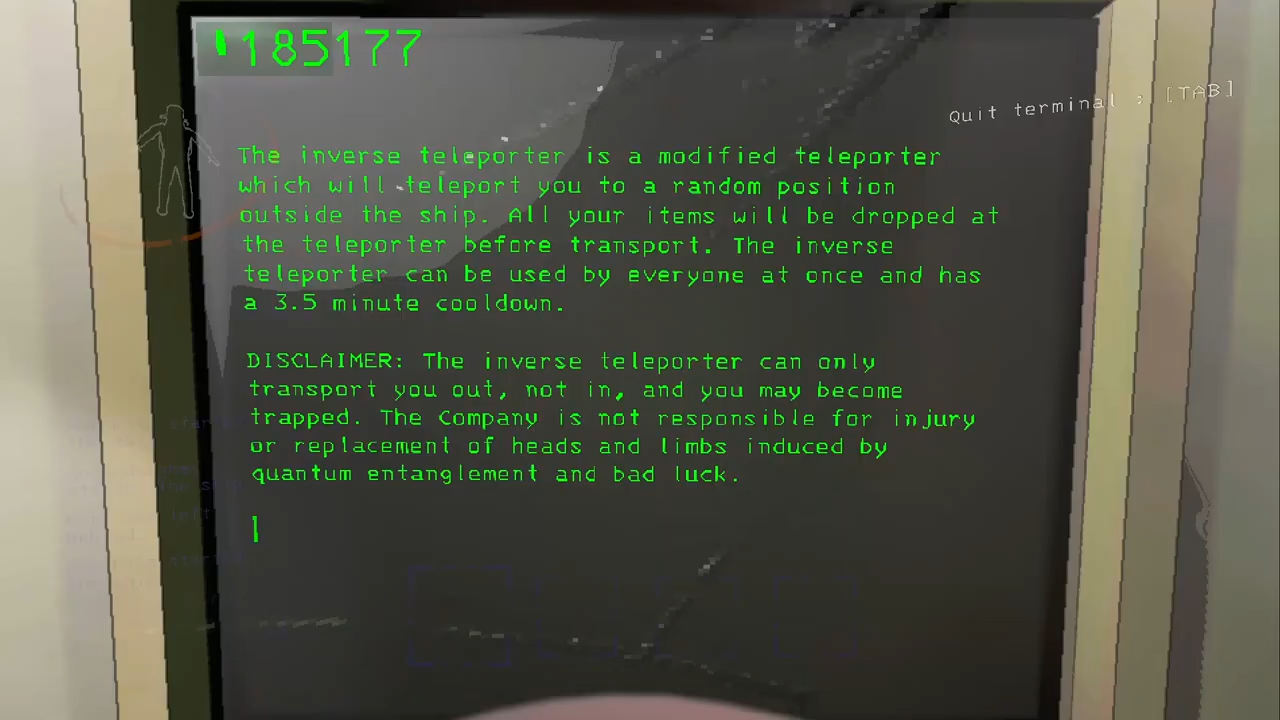 ▮185177
Quit terminal : [TAB]
The inverse teleporter is a modified teleporter
which will teleport you to a random position
outside the ship. All your items will be dropped at
the teleporter before transport. The inverse
teleporter can be used by everyone at once and has
a 3.5 minute cooldown.
DISCLAIMER: The inverse teleporter can only
transport you out, not in, and you may become
trapped. The Company is not responsible for injury
or replacement of heads and limbs induced by
quantum entanglement and bad luck.